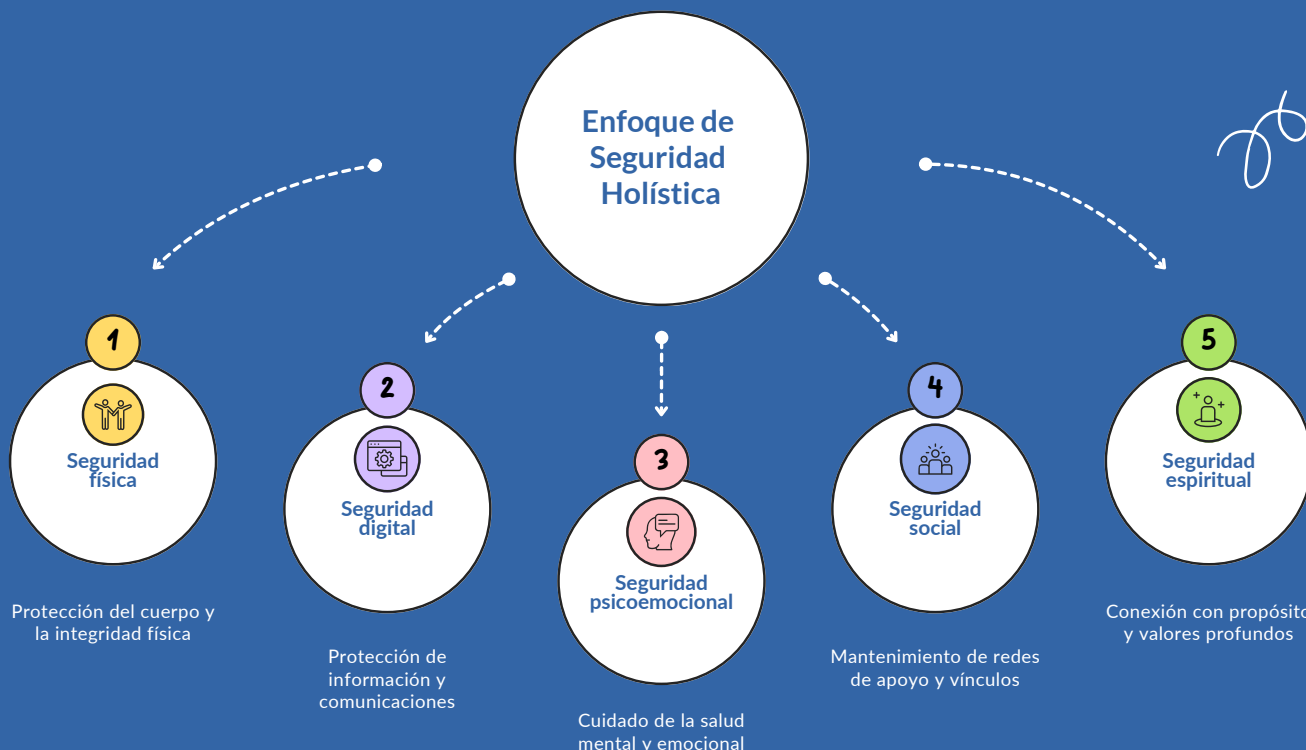 Enfoque de
Seguridad
Holística
1
Seguridad
física
Protección del cuerpo y
la integridad física
2
Seguridad
digital
Protección de
información y
comunicaciones
3
Seguridad
psicoemocional
Cuidado de la salud
mental y emocional
4
Seguridad
social
Mantenimiento de redes
de apoyo y vínculos
5
Seguridad
espiritual
Conexión con propósito
y valores profundos